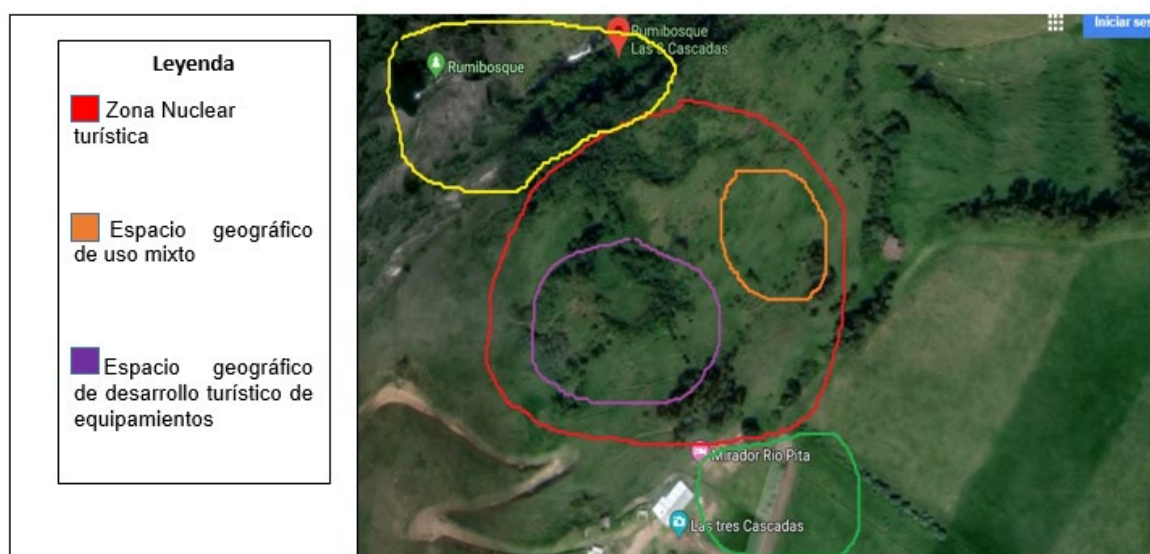 Leyenda
Zona Nuclear
turística
Espacio geográfico
de uso mixto
Espacio geográfico
de desarrollo turístico de
equipamientos
Iniciar ses
Rumibosque
Las 8 Cascadas
Rumibosque
Mirador Rio Pita
Las tres Cascadas